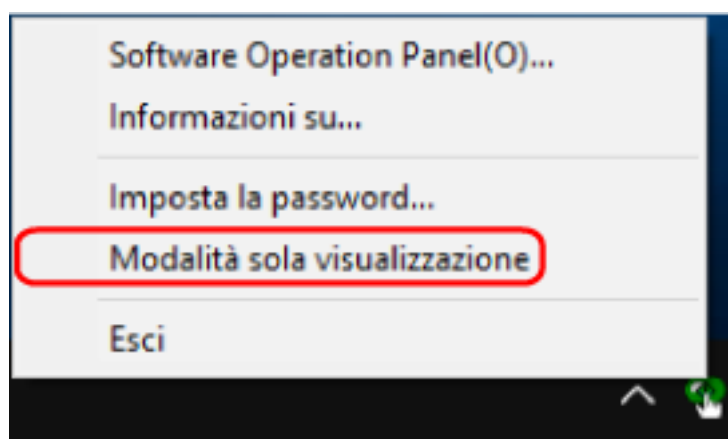 Software Operation Panel(O)...
Informazioni su...
Imposta la password...
Modalità sola visualizzazione
Esci